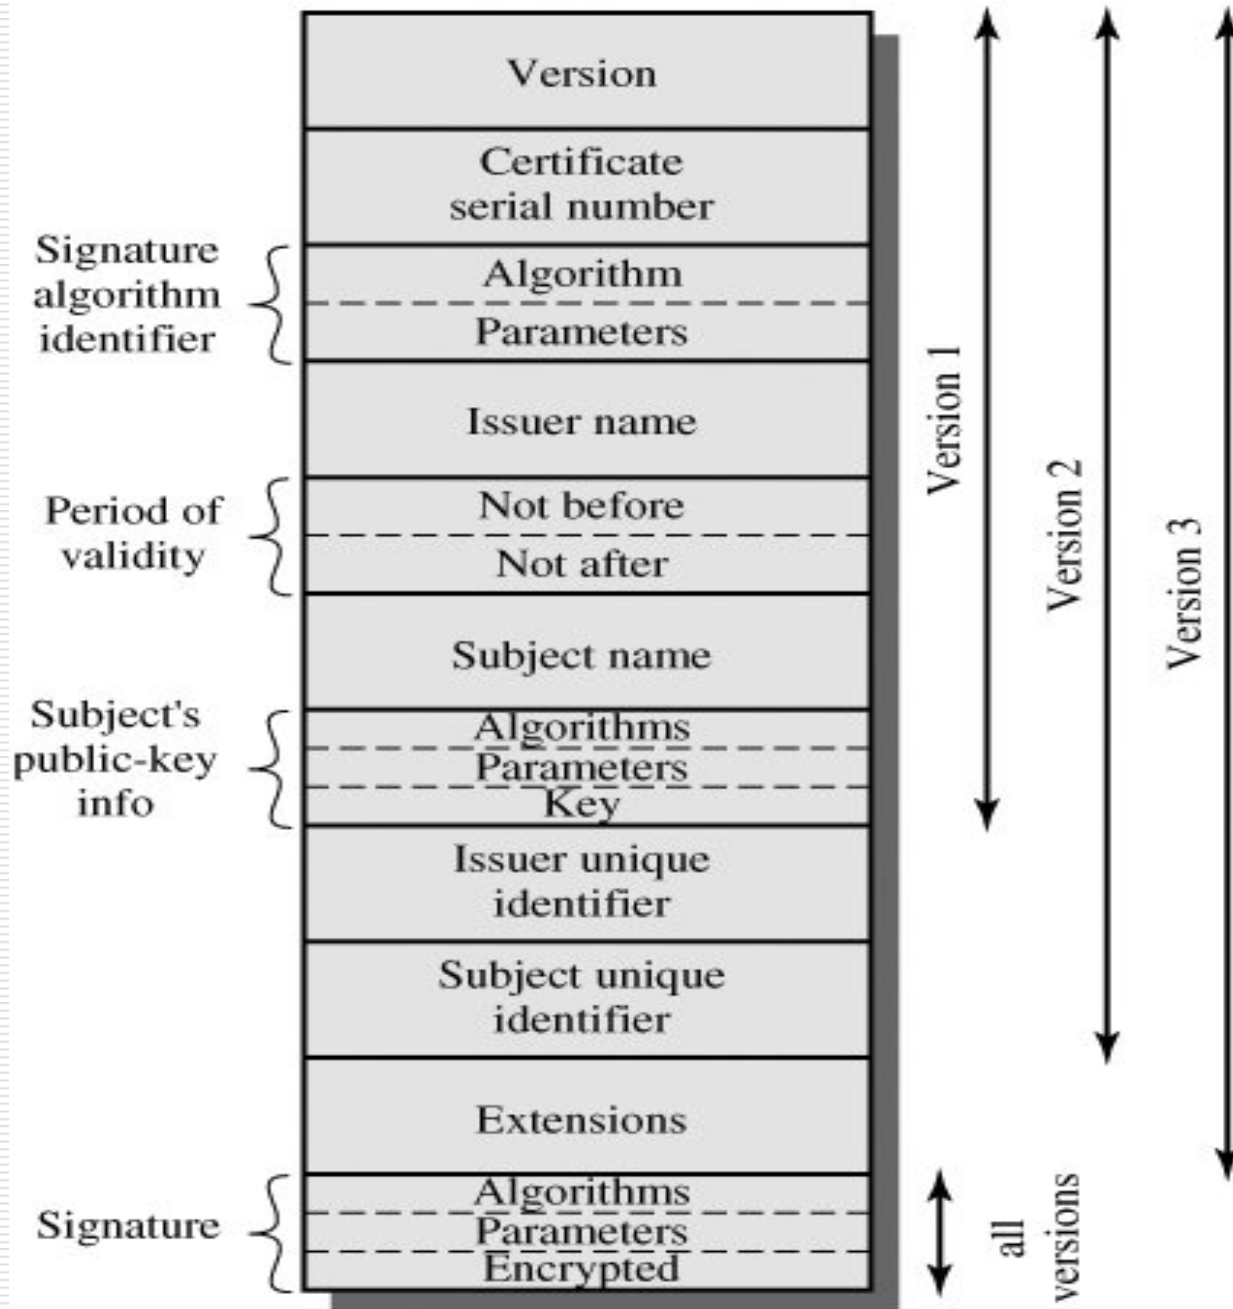 Version
Certificate
serial number
Signature
algorithm
identifier
Algorithm
Parameters
Issuer name
Period of
validity
Not before
Not after
Subject name
Subject's
public-key
info
Algorithms
Parameters
Key
Issuer unique
identifier
Subject unique
identifier
Extensions
Signature
Algorithms
Parameters
Encrypted
Version 1
Version 2
Version 3
all
versions